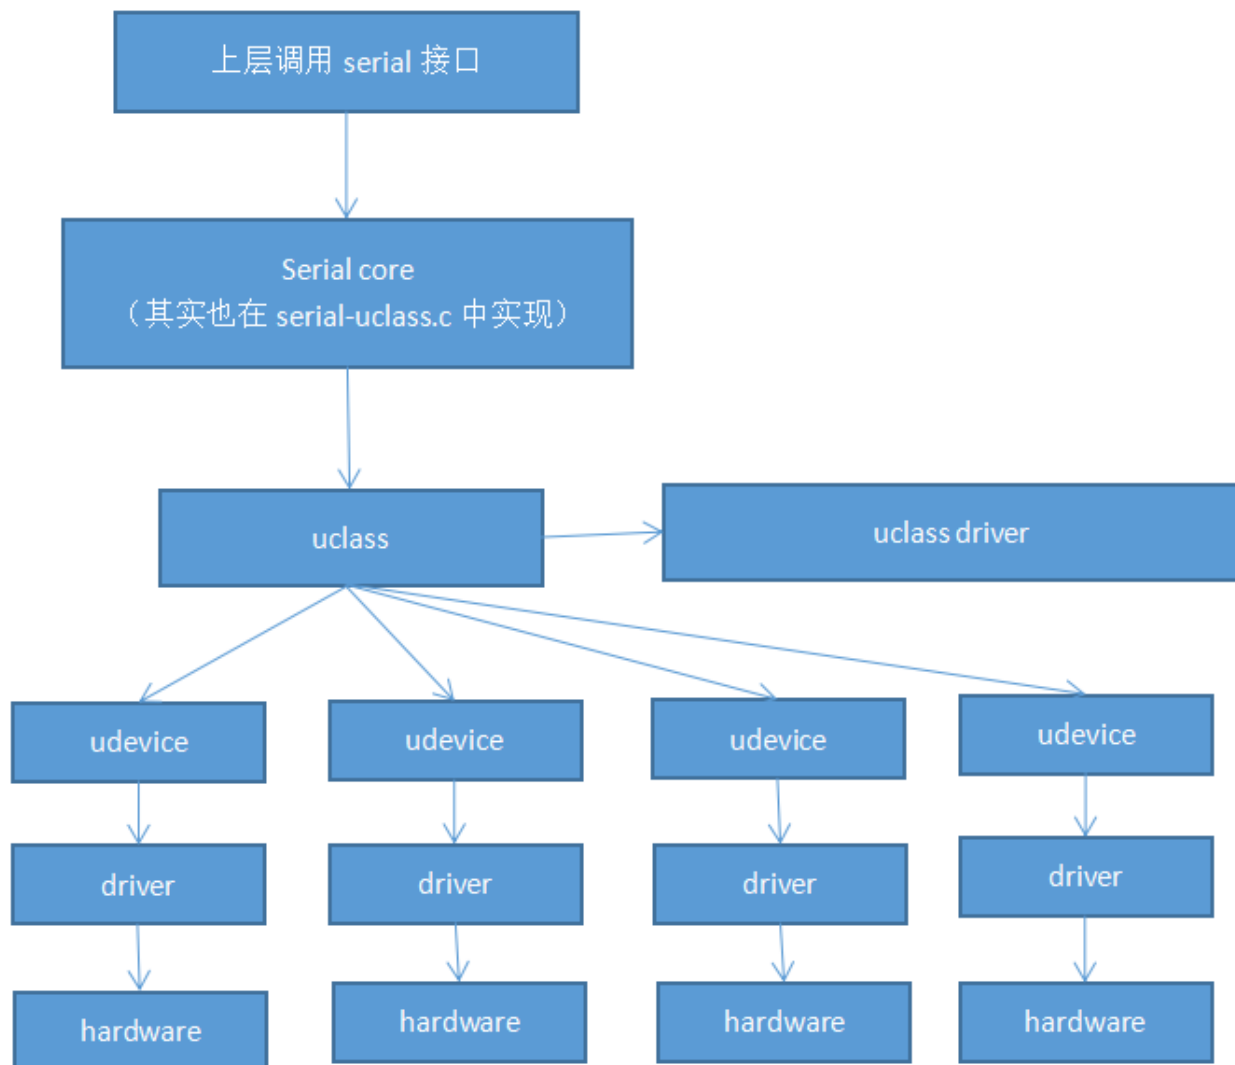 上层调用 serial 接口
Serial core
（其实也在 serial-uclass.c 中实现）
uclass
uclass driver
udevice
udevice
udevice
udevice
driver
driver
driver
driver
hardware
hardware
hardware
hardware